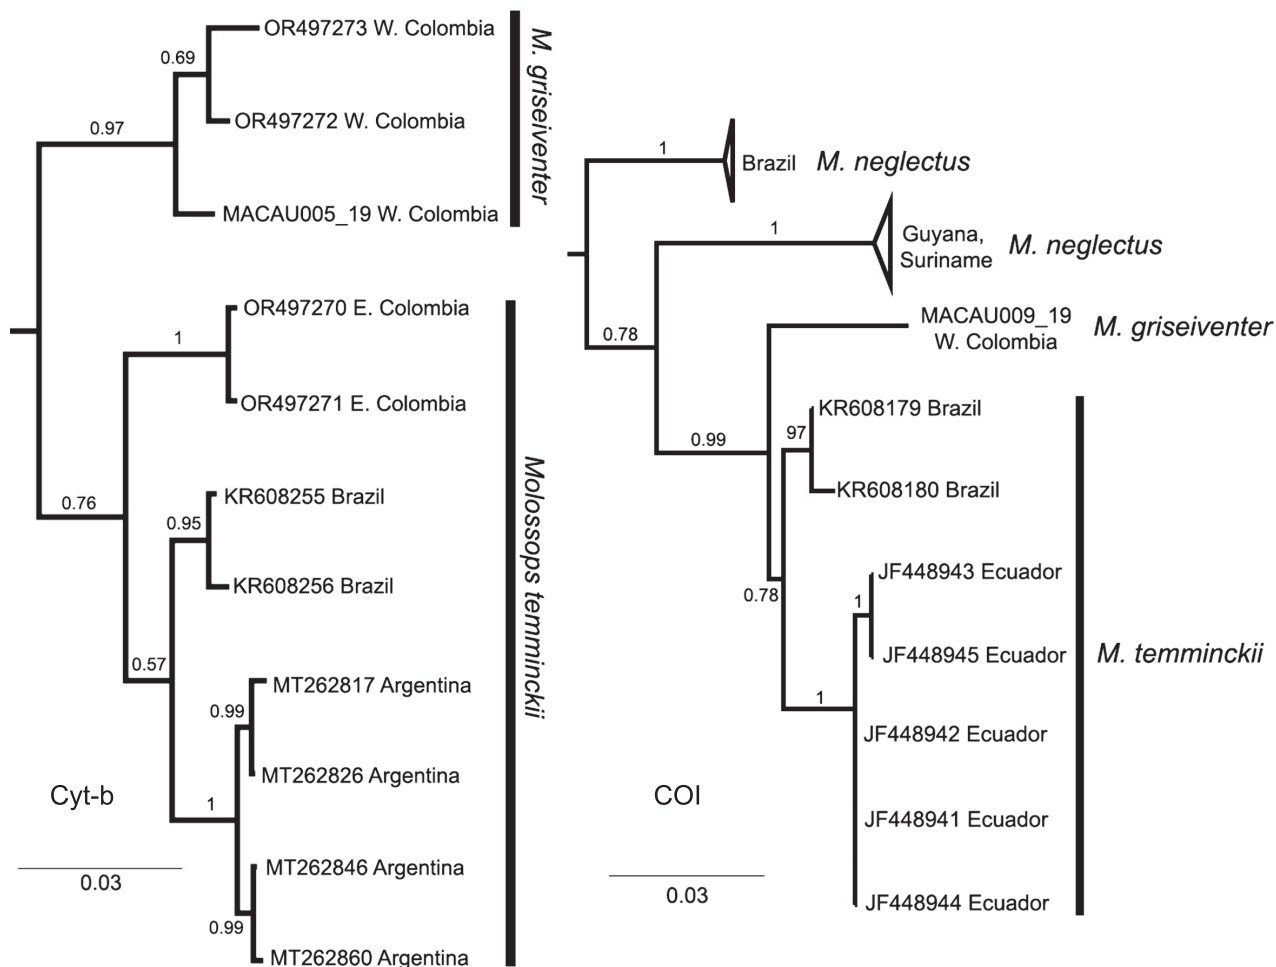 OR497273 W. Colombia
0.69
OR497272 W. Colombia
0.97
MACAU005_19 W. Colombia
M. griseiventer
OR497270 E. Colombia
1
OR497271 E. Colombia
0.76
KR608255 Brazil
0.95
KR608256 Brazil
0.57
MT262817 Argentina
0.99
MT262826 Argentina
1
MT262846 Argentina
0.99
MT262860 Argentina
Molossops temminckii
Cyt-b
0.03
1
Brazil M. neglectus
1
Guyana,
Suriname M. neglectus
0.78
MACAU009_19
W. Colombia
M. griseiventer
0.99
KR608179 Brazil
97
KR608180 Brazil
0.78
JF448943 Ecuador
1
JF448945 Ecuador
1
JF448942 Ecuador
JF448941 Ecuador
JF448944 Ecuador
M. temminckii
COI
0.03